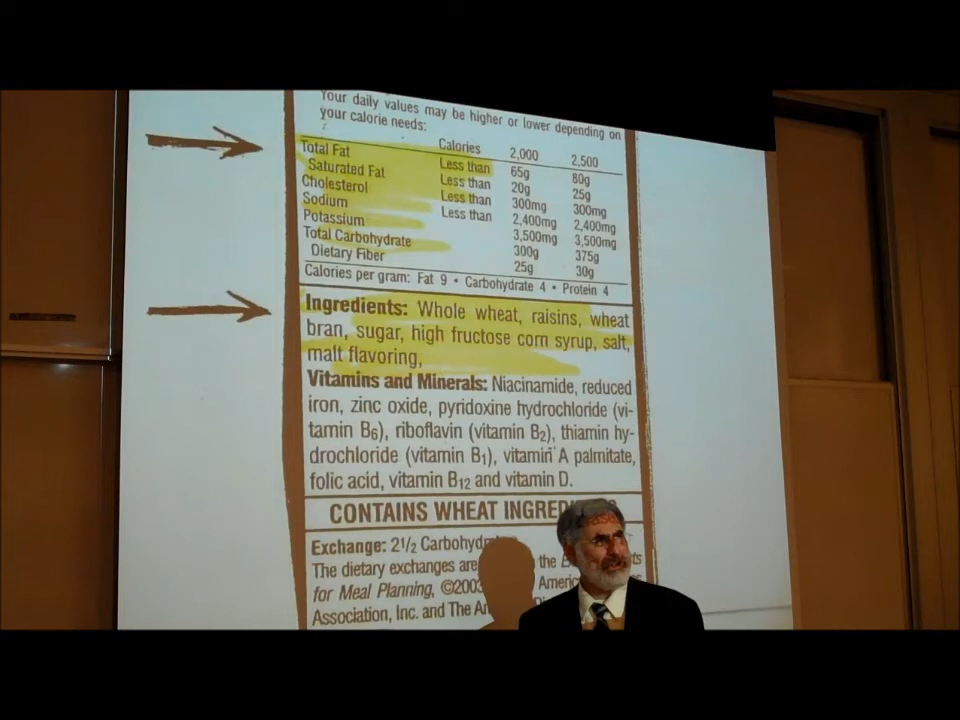 Your daily values may be higher or lower depending on
your calorie needs:
Calories 2,000 2,500
Total Fat Less than 65g 80g
Saturated Fat Less than 20g 25g
Cholesterol Less than 300mg 300mg
Sodium Less than 2,400mg 2,400mg
Potassium 3,500mg 3,500mg
Total Carbohydrate 300g 375g
Dietary Fiber 25g 30g
Calories per gram: Fat 9 • Carbohydrate 4 • Protein 4
Ingredients: Whole wheat, raisins, wheat
bran, sugar, high fructose corn syrup, salt,
malt flavoring,
Vitamins and Minerals: Niacinamide, reduced
iron, zinc oxide, pyridoxine hydrochloride (vi-
tamin B6), riboflavin (vitamin B2), thiamin hy-
drochloride (vitamin B1), vitamin A palmitate,
folic acid, vitamin B12 and vitamin D.
CONTAINS WHEAT
Exchange: 2½
The dietary exchanges are the
for Meal Planning, ©2003
Association, Inc. and The